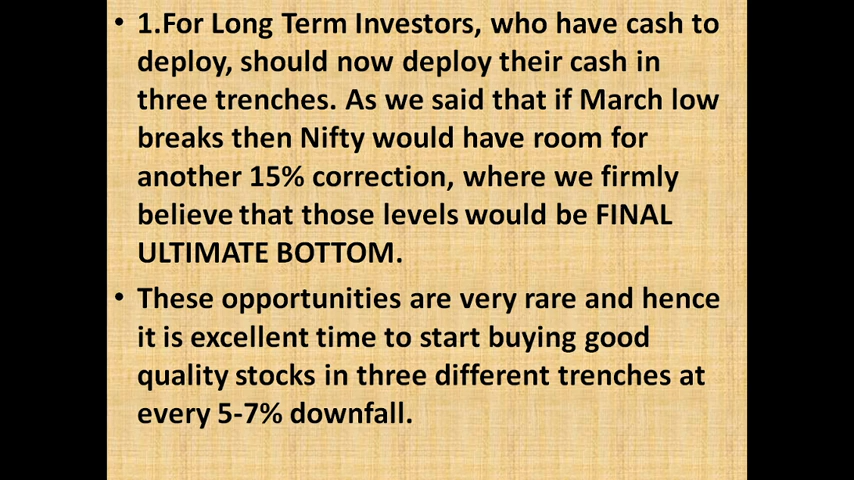 • 1.For Long Term Investors, who have cash to
deploy, should now deploy their cash in
three trenches. As we said that if March low
breaks then Nifty would have room for
another 15% correction, where we firmly
believe that those levels would be FINAL
ULTIMATE BOTTOM.
• These opportunities are very rare and hence
it is excellent time to start buying good
quality stocks in three different trenches at
every 5-7% downfall.